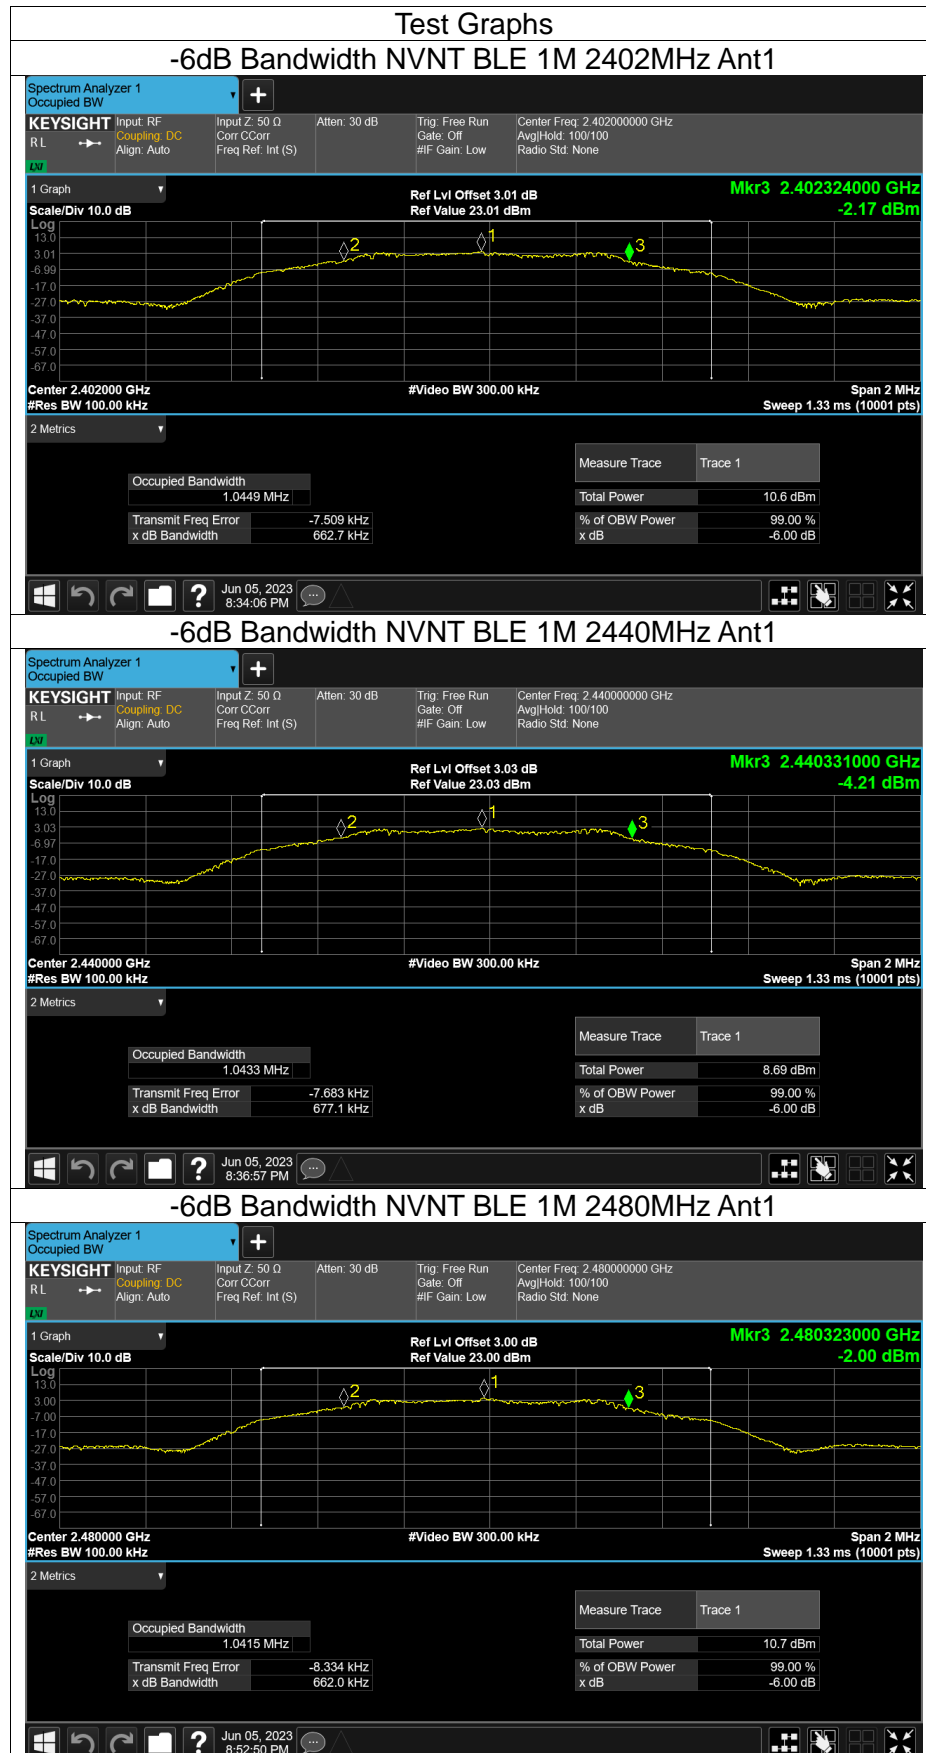 Test Graphs
-6dB Bandwidth NVNT BLE 1M 2402MHz Ant1
Spectrum Analyzer 1
Occupied BW
KEYSIGHT Input: RF Input Z: 50 Ω Atten: 30 dB Trig: Free Run Center Freq: 2.402000000 GHz
RL Coupling: DC Corr CCorr Gate: Off Avg|Hold: 100/100
Align: Auto Freq Ref: Int (S) #IF Gain: Low Radio Std: None
LXI
1 Graph Ref Lvl Offset 3.01 dB Mkr3 2.402324000 GHz
Scale/Div 10.0 dB Ref Value 23.01 dBm -2.17 dBm
Log
13.0
3.01
-6.99
-17.0
-27.0
-37.0
-47.0
-57.0
-67.0
2 1 3
Center 2.402000 GHz #Video BW 300.00 kHz Span 2 MHz
#Res BW 100.00 kHz Sweep 1.33 ms (10001 pts)
2 Metrics
Measure Trace Trace 1
Occupied Bandwidth
1.0449 MHz Total Power 10.6 dBm
Transmit Freq Error -7.509 kHz % of OBW Power 99.00 %
x dB Bandwidth 662.7 kHz x dB -6.00 dB
? Jun 05, 2023
8:34:06 PM
-6dB Bandwidth NVNT BLE 1M 2440MHz Ant1
Spectrum Analyzer 1
Occupied BW
KEYSIGHT Input: RF Input Z: 50 Ω Atten: 30 dB Trig: Free Run Center Freq: 2.440000000 GHz
RL Coupling: DC Corr CCorr Gate: Off Avg|Hold: 100/100
Align: Auto Freq Ref: Int (S) #IF Gain: Low Radio Std: None
LXI
1 Graph Ref Lvl Offset 3.03 dB Mkr3 2.440331000 GHz
Scale/Div 10.0 dB Ref Value 23.03 dBm -4.21 dBm
Log
13.0
3.03
-6.97
-17.0
-27.0
-37.0
-47.0
-57.0
-67.0
2 1 3
Center 2.440000 GHz #Video BW 300.00 kHz Span 2 MHz
#Res BW 100.00 kHz Sweep 1.33 ms (10001 pts)
2 Metrics
Measure Trace Trace 1
Occupied Bandwidth
1.0433 MHz Total Power 8.69 dBm
Transmit Freq Error -7.683 kHz % of OBW Power 99.00 %
x dB Bandwidth 677.1 kHz x dB -6.00 dB
? Jun 05, 2023
8:36:57 PM
-6dB Bandwidth NVNT BLE 1M 2480MHz Ant1
Spectrum Analyzer 1
Occupied BW
KEYSIGHT Input: RF Input Z: 50 Ω Atten: 30 dB Trig: Free Run Center Freq: 2.480000000 GHz
RL Coupling: DC Corr CCorr Gate: Off Avg|Hold: 100/100
Align: Auto Freq Ref: Int (S) #IF Gain: Low Radio Std: None
LXI
1 Graph Ref Lvl Offset 3.00 dB Mkr3 2.480323000 GHz
Scale/Div 10.0 dB Ref Value 23.00 dBm -2.00 dBm
Log
13.0
3.00
-7.00
-17.0
-27.0
-37.0
-47.0
-57.0
-67.0
2 1 3
Center 2.480000 GHz #Video BW 300.00 kHz Span 2 MHz
#Res BW 100.00 kHz Sweep 1.33 ms (10001 pts)
2 Metrics
Measure Trace Trace 1
Occupied Bandwidth
1.0415 MHz Total Power 10.7 dBm
Transmit Freq Error -8.334 kHz % of OBW Power 99.00 %
x dB Bandwidth 662.0 kHz x dB -6.00 dB
? Jun 05, 2023
8:52:50 PM